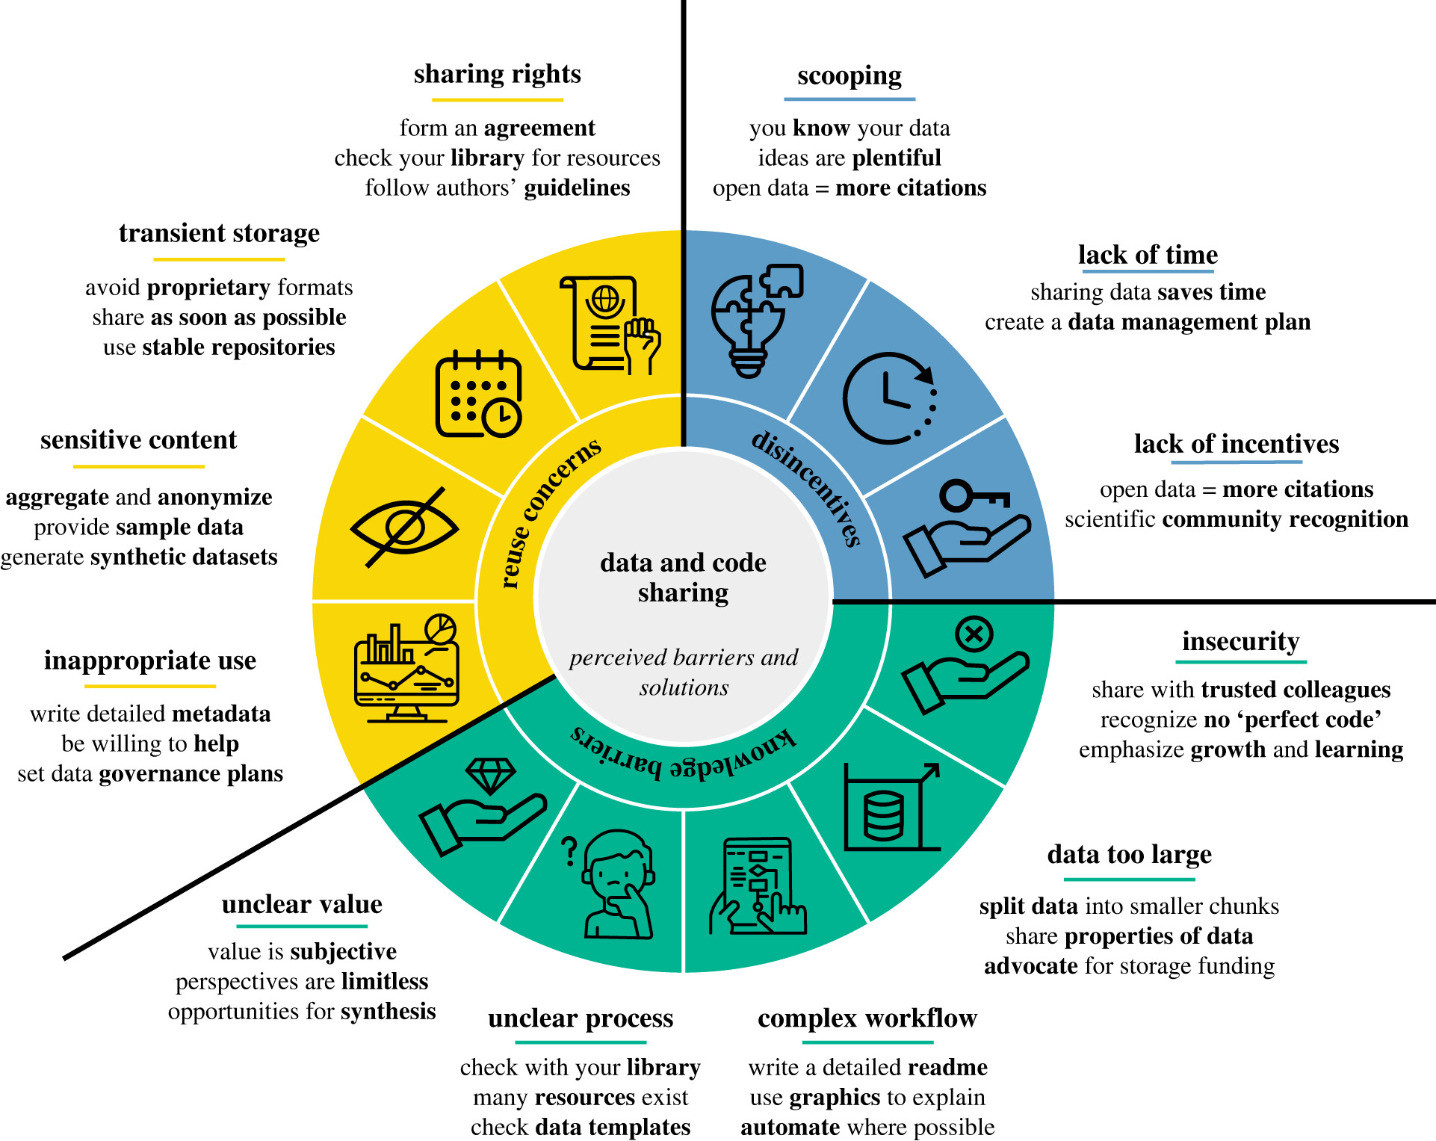 sharing rights
form an agreement
check your library for resources
follow authors’ guidelines
scooping
you know your data
ideas are plentiful
open data = more citations
transient storage
avoid proprietary formats
share as soon as possible
use stable repositories
lack of time
sharing data saves time
create a data management plan
sensitive content
aggregate and anonymize
provide sample data
generate synthetic datasets
lack of incentives
open data = more citations
scientific community recognition
reuse concerns
disincentives
data and code
sharing
perceived barriers and
solutions
knowledge barriers
inappropriate use
write detailed metadata
be willing to help
set data governance plans
insecurity
share with trusted colleagues
recognize no ‘perfect code’
emphasize growth and learning
?
data too large
split data into smaller chunks
share properties of data
advocate for storage funding
unclear value
value is subjective
perspectives are limitless
opportunities for synthesis
unclear process
check with your library
many resources exist
check data templates
complex workflow
write a detailed readme
use graphics to explain
automate where possible